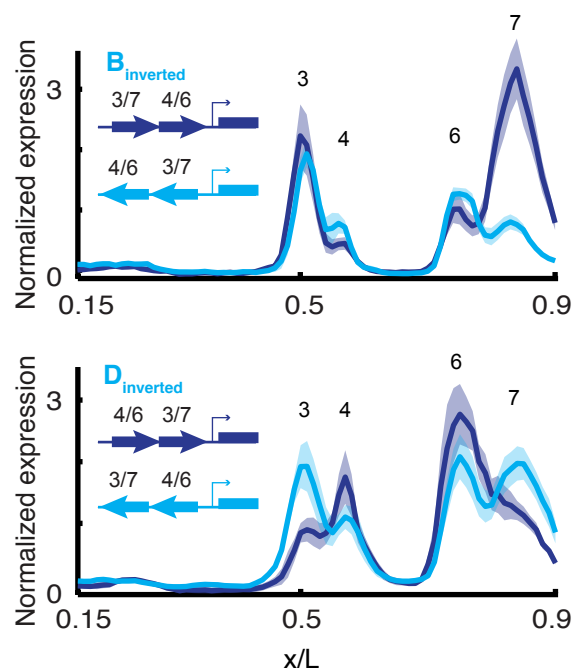 7
B inverted
3
3/7 4/6
4
6
4/6 3/7
Normalized expression
3
0
0.15 0.5 0.9
D inverted
6
7
4/6 3/7
3 4
3/7 4/6
Normalized expression
3
0
0.15 0.5 0.9
x/L